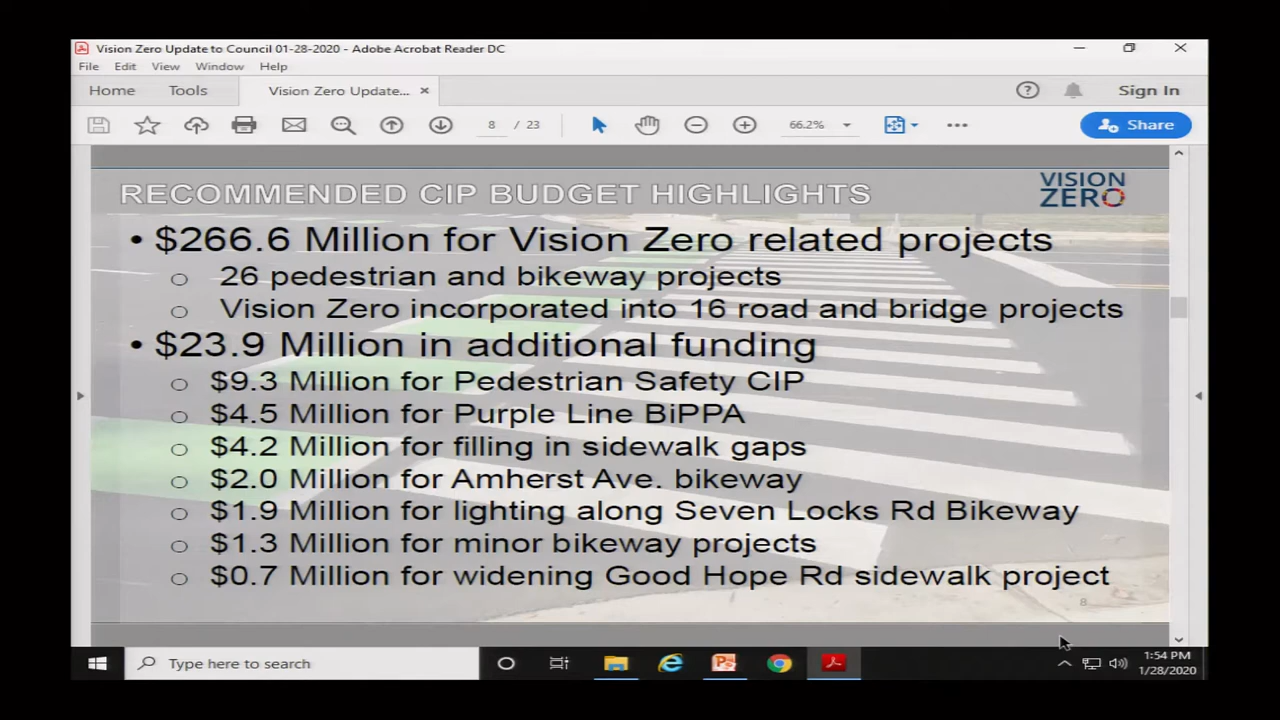 Vision Zero Update to Council 01-28-2020 - Adobe Acrobat Reader DC
File Edit View Window Help
Home Tools Vision Zero Update... × Sign In
8 / 23 66.2% Share
RECOMMENDED CIP BUDGET HIGHLIGHTS
VISION
ZERO
• $266.6 Million for Vision Zero related projects
○ 26 pedestrian and bikeway projects
○ Vision Zero incorporated into 16 road and bridge projects
• $23.9 Million in additional funding
○ $9.3 Million for Pedestrian Safety CIP
○ $4.5 Million for Purple Line BiPPA
○ $4.2 Million for filling in sidewalk gaps
○ $2.0 Million for Amherst Ave. bikeway
○ $1.9 Million for lighting along Seven Locks Rd Bikeway
○ $1.3 Million for minor bikeway projects
○ $0.7 Million for widening Good Hope Rd sidewalk project
8
Type here to search
1:54 PM
1/28/2020